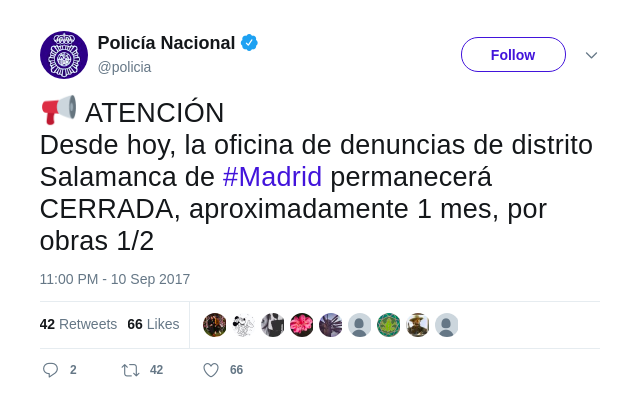 Policía Nacional
@policia
Follow
ATENCIÓN
Desde hoy, la oficina de denuncias de distrito
Salamanca de #Madrid permanecerá
CERRADA, aproximadamente 1 mes, por
obras 1/2
11:00 PM - 10 Sep 2017
42 Retweets 66 Likes
2 42 66